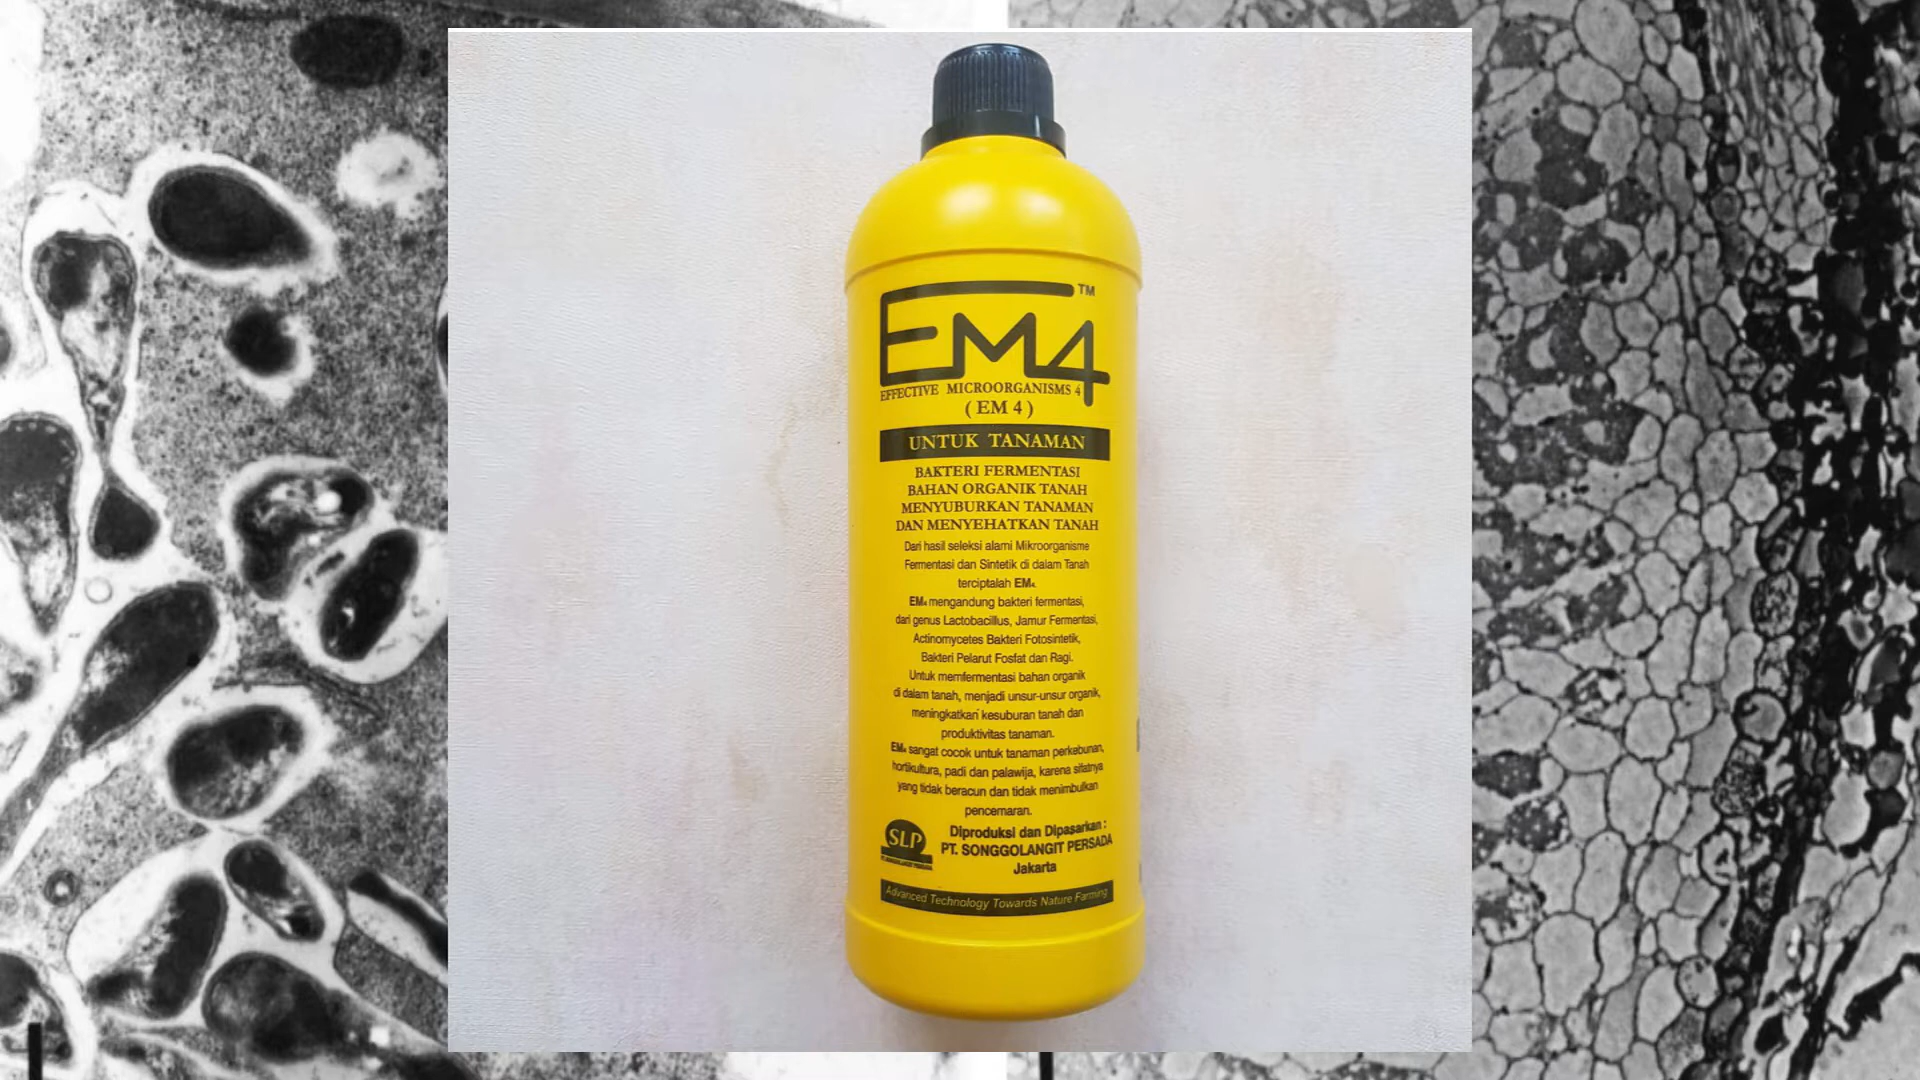 EM4 ™
EFFECTIVE MICROORGANISMS 4
( EM 4 )
UNTUK TANAMAN
BAKTERI FERMENTASI
BAHAN ORGANIK TANAH
MENYUBURKAN TANAMAN
DAN MENYEHATKAN TANAH
Dari hasil seleksi alami Mikroorganisme
Fermentasi dan Sintetik di dalam Tanah
terciptalah EM₄.
EM₄ mengandung bakteri fermentasi,
dari genus Lactobacillus, Jamur Fermentasi,
Actinomycetes Bakteri Fotosintetik,
Bakteri Pelarut Fosfat dan Ragi.
Untuk memfermentasi bahan organik
di dalam tanah, menjadi unsur-unsur organik,
meningkatkan kesuburan tanah dan
produktivitas tanaman.
EM₄ sangat cocok untuk tanaman perkebunan,
hortikultura, padi dan palawija, karena sifatnya
yang tidak beracun dan tidak menimbulkan
pencemaran.
SLP
Diproduksi dan Dipasarkan :
PT. SONGGOLANGIT PERSADA
Jakarta
Advanced Technology Towards Nature Farming